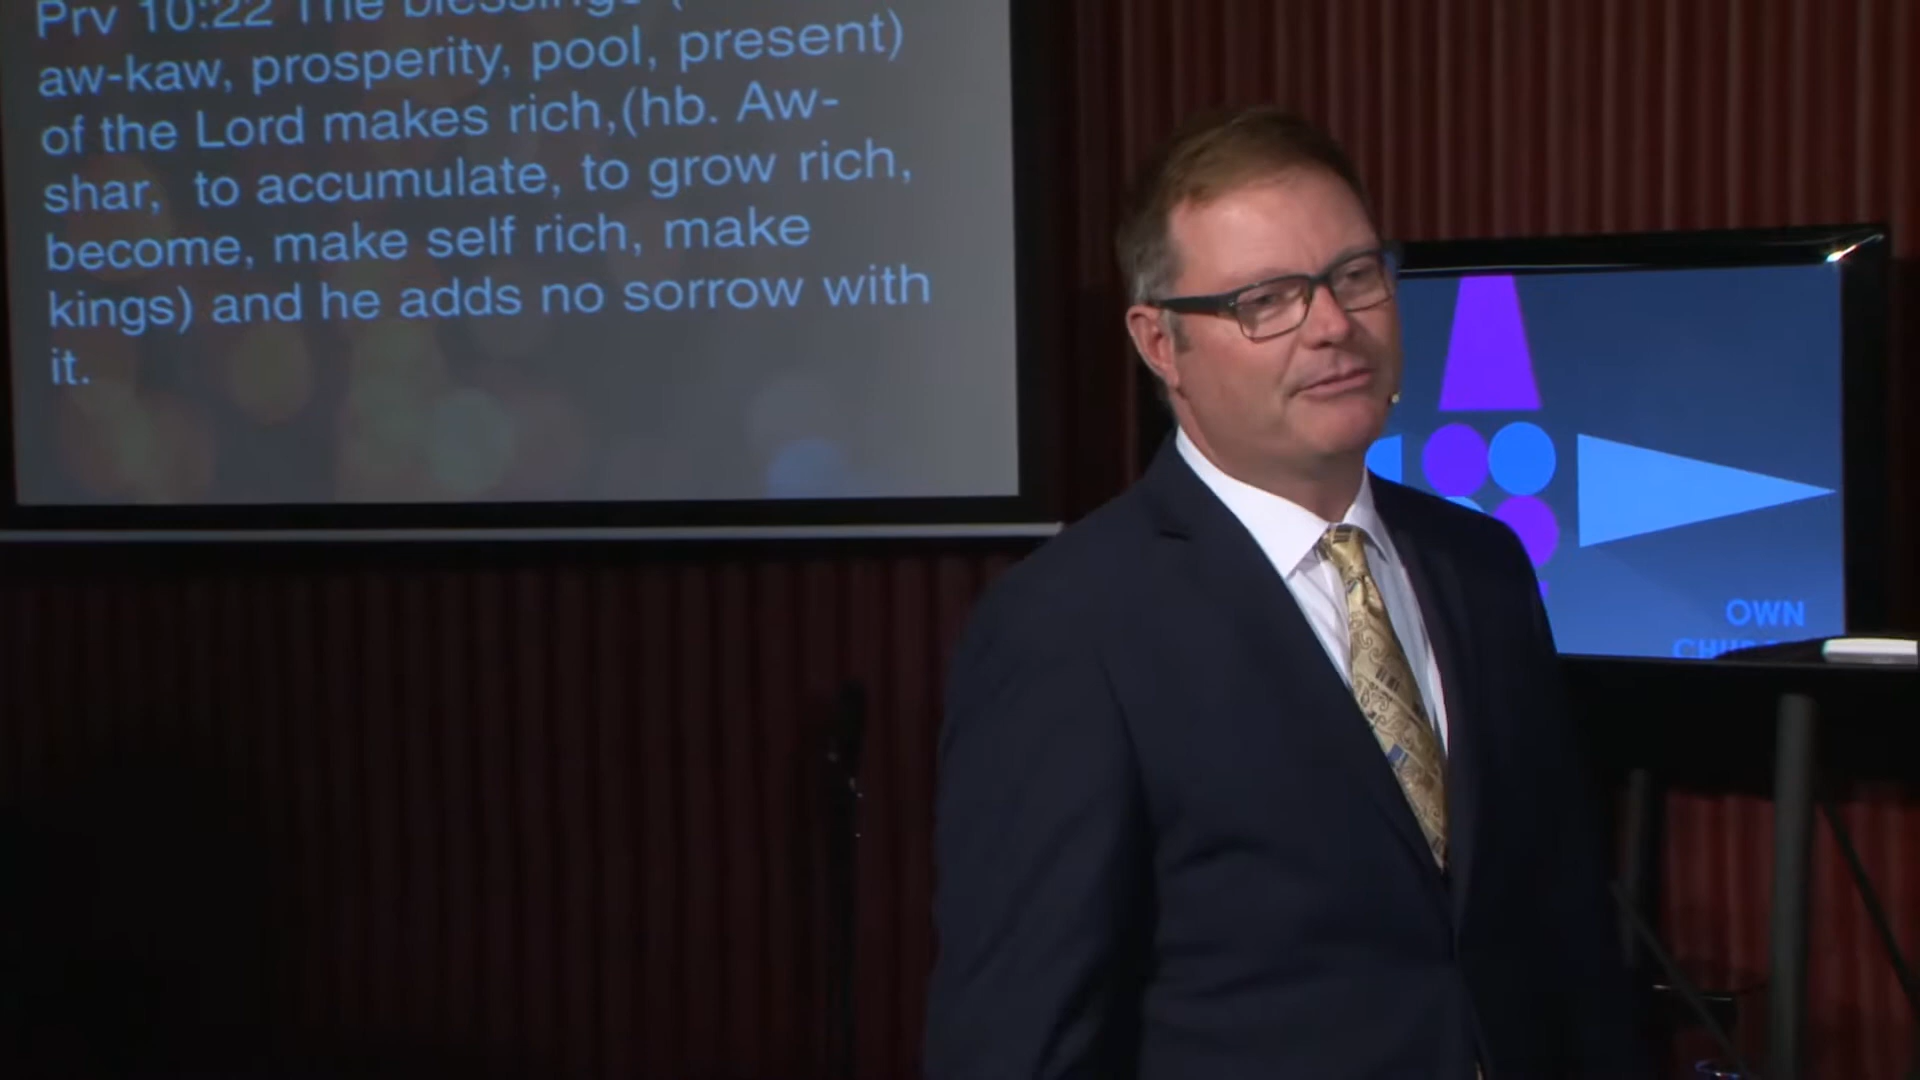 Prv 10:22 The blessings (
aw-kaw, prosperity, pool, present)
of the Lord makes rich,(hb. Aw-
shar, to accumulate, to grow rich,
become, make self rich, make
kings) and he adds no sorrow with
it.
OWN